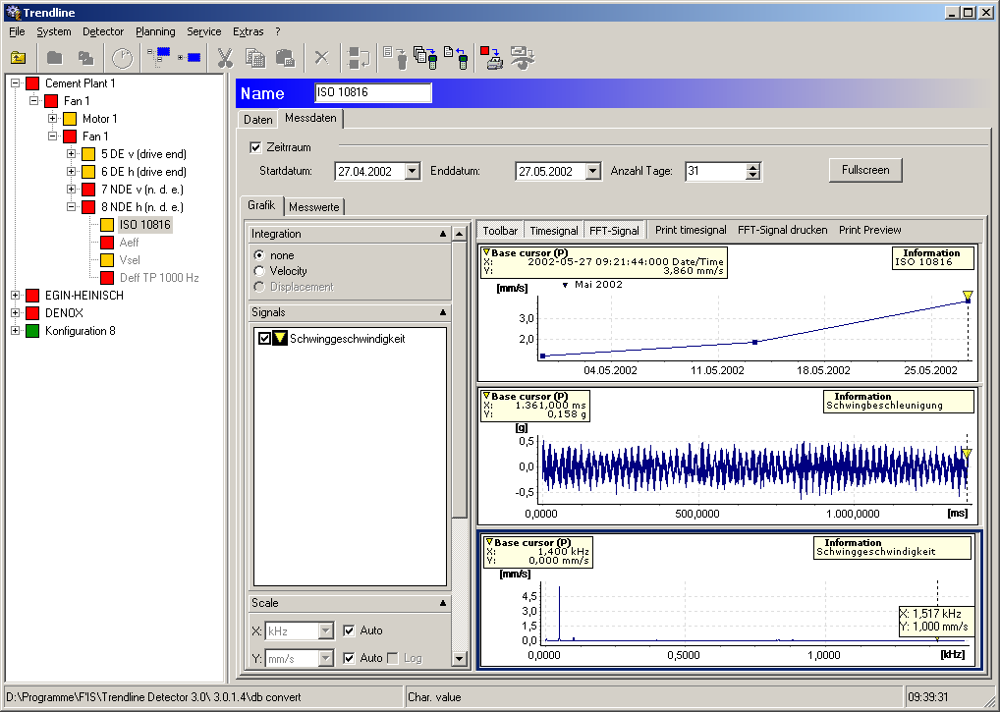 Trendline
File System Detector Planning Service Extras ?
Cement Plant 1
Fan 1
Motor 1
Fan 1
5 DE v (drive end)
6 DE h (drive end)
7 NDE v (n. d. e.)
8 NDE h (n. d. e.)
ISO 10816
Aeff
Vsel
Deff TP 1000 Hz
EGIN-HEINISCH
DENOX
Konfiguration 8
Name ISO 10816
Daten Messdaten
Zeitrraum
Startdatum: 27.04.2002 Enddatum: 27.05.2002 Anzahl Tage: 31 Fullscreen
Grafik Messwerte
Integration
none
Velocity
Displacement
Signals
Schwinggeschwindigkeit
Scale
X: kHz Auto
Y: mm/s Auto Log
Toolbar Timesignal FFT-Signal Print timesignal FFT-Signal drucken Print Preview
Base cursor (P)
X: 2002-05-27 09:21:44:000 Date/Time
Y: 3,860 mm/s
Information
ISO 10816
[mm/s] Mai 2002
3,0
2,0
04.05.2002 11.05.2002 18.05.2002 25.05.2002
Base cursor (P)
X: 1.361,000 ms
Y: 0,158 g
Information
Schwingbeschleunigung
[g]
0,5
0,0
-0,5
0,0000 500,0000 1.000,0000 [ms]
Base cursor (P)
X: 1,400 kHz
Y: 0,000 mm/s
Information
Schwinggeschwindigkeit
[mm/s]
4,5
3,0
1,5
0,0
X: 1,517 kHz
Y: 1,000 mm/s
0,0000 0,5000 1,0000 [kHz]
D:\Programme\F'IS\Trendline Detector 3.0\ 3.0.1.4\db convert Char. value 09:39:31